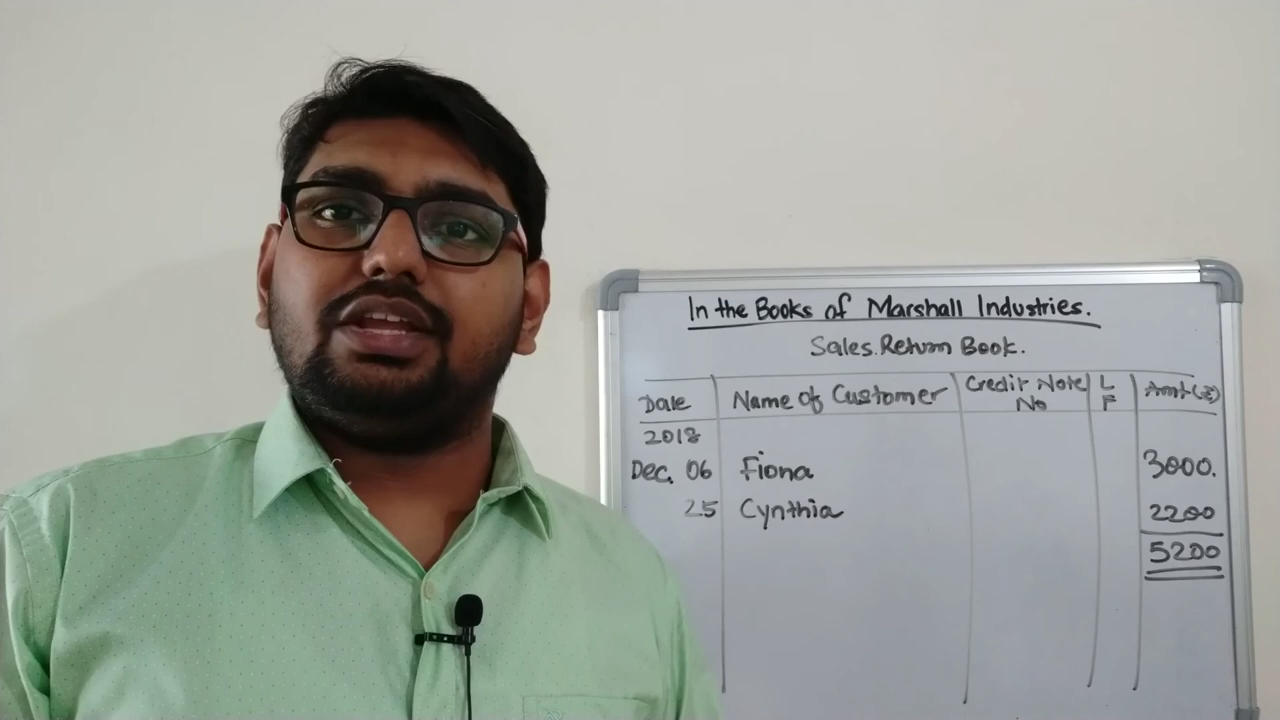 In the Books of Marshall Industries.
Sales Return Book.
Date Name of Customer Credit Note No L F Amt (₹)
2018
Dec. 06 Fiona 3000.
25 Cynthia 2200
5200